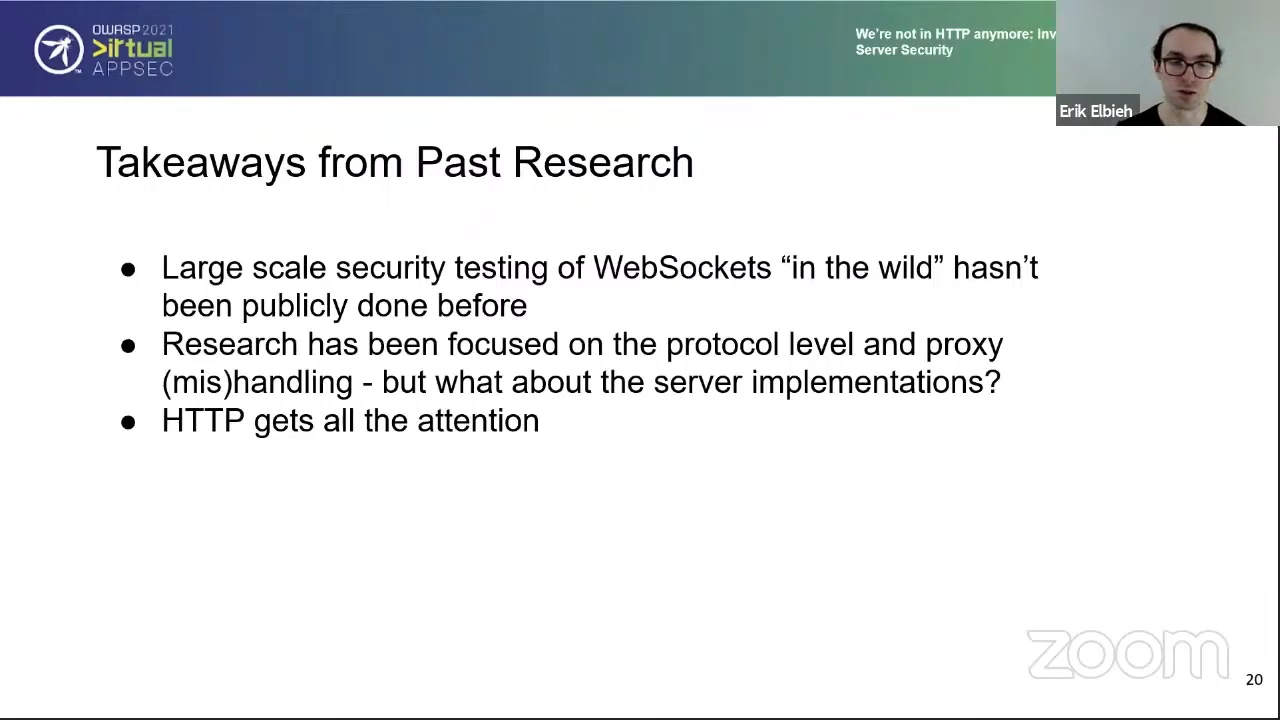 OWASP 2021
>irtual
APPSEC
TM
We're not in HTTP anymore: Inv
Server Security
Erik Elbieh
Takeaways from Past Research
● Large scale security testing of WebSockets “in the wild” hasn’t
been publicly done before
● Research has been focused on the protocol level and proxy
(mis)handling - but what about the server implementations?
● HTTP gets all the attention
zoom
20